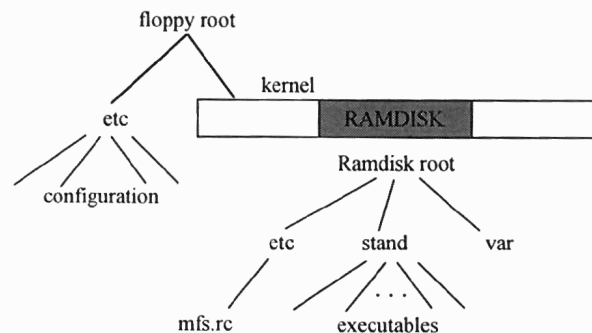 floppy root
kernel
etc
RAMDISK
Ramdisk root
configuration
etc stand var
. . .
mfs.rc executables